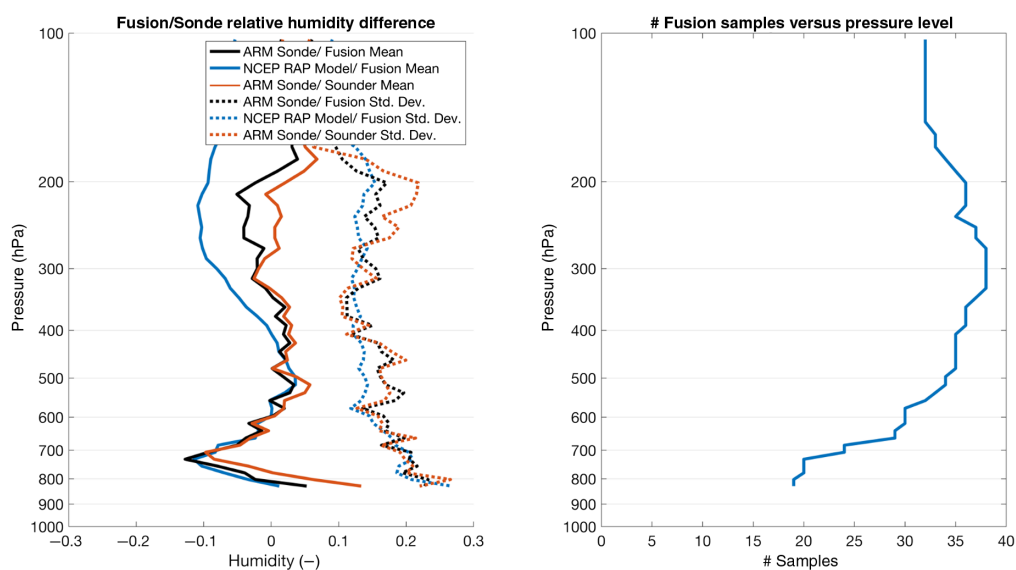 Fusion/Sonde relative humidity difference
100
200
300
400
500
600
700
800
900
1000
Pressure (hPa)
ARM Sonde/ Fusion Mean
NCEP RAP Model/ Fusion Mean
ARM Sonde/ Sounder Mean
ARM Sonde/ Fusion Std. Dev.
NCEP RAP Model/ Fusion Std. Dev.
ARM Sonde/ Sounder Std. Dev.
−0.3 −0.2 −0.1 0 0.1 0.2 0.3
Humidity (−)
# Fusion samples versus pressure level
100
200
300
400
500
600
700
800
900
1000
Pressure (hPa)
0 5 10 15 20 25 30 35 40
# Samples